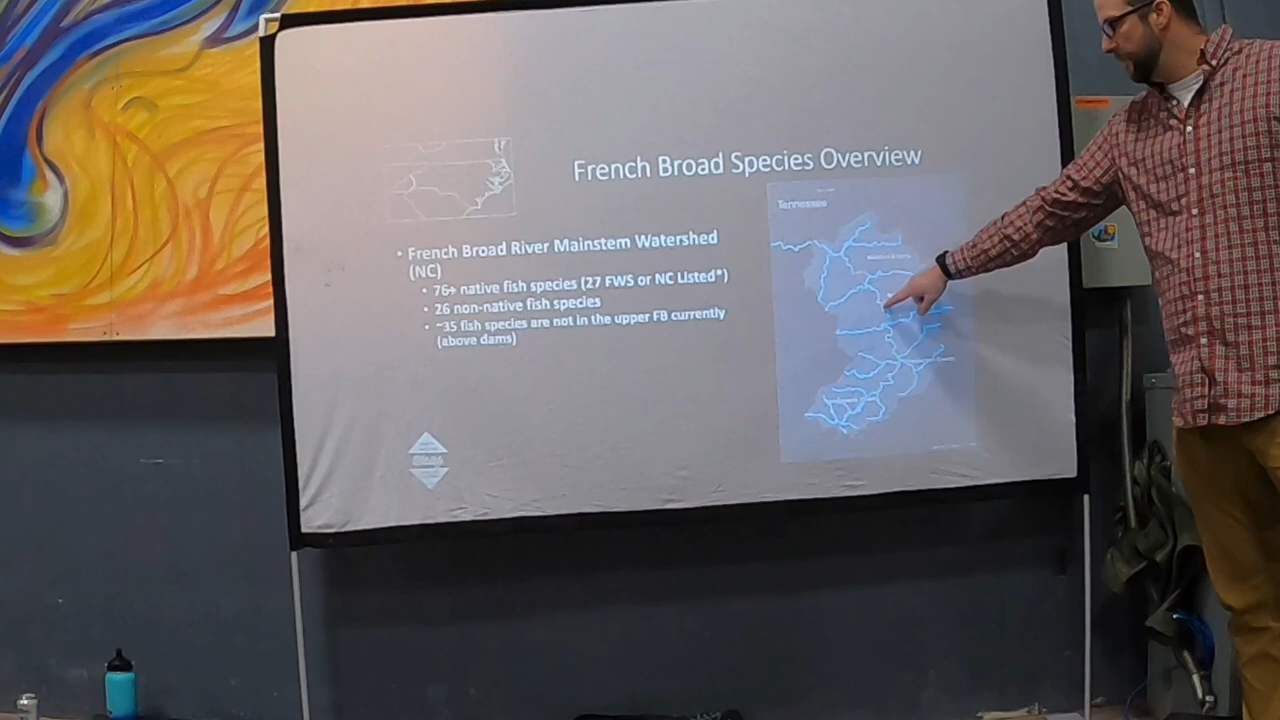 French Broad Species Overview
Tennessee
• French Broad River Mainstem Watershed
(NC)
• 76+ native fish species (27 FWS or NC Listed*)
• 26 non-native fish species
• ~35 fish species are not in the upper FB currently
(above dams)